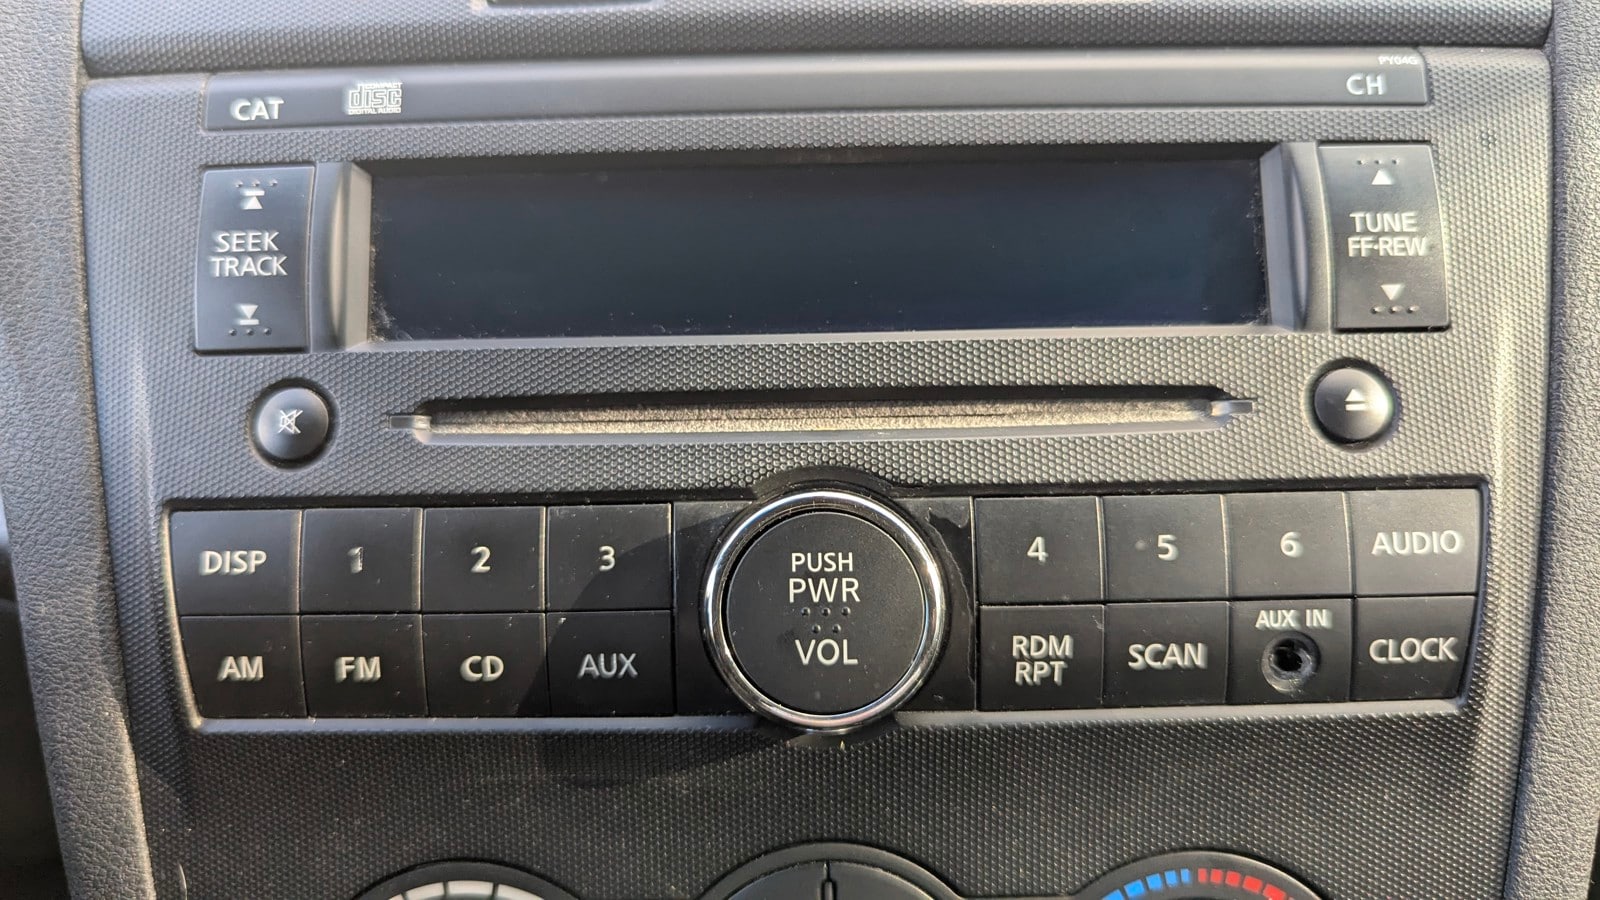 PY04G
CAT
COMPACT
disc
DIGITAL AUDIO
CH
SEEK
TRACK
TUNE
FF·REW
DISP
1
2
3
PUSH
PWR
VOL
4
5
6
AUDIO
AM
FM
CD
AUX
RDM
RPT
SCAN
AUX IN
CLOCK